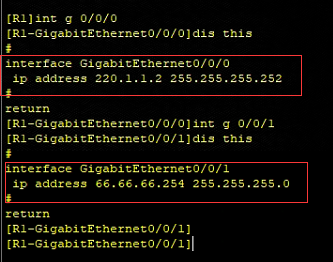 [R1]int g 0/0/0
[R1-GigabitEthernet0/0/0]dis this
#
interface GigabitEthernet0/0/0
ip address 220.1.1.2 255.255.255.252
#
return
[R1-GigabitEthernet0/0/0]int g 0/0/1
[R1-GigabitEthernet0/0/1]dis this
#
interface GigabitEthernet0/0/1
ip address 66.66.66.254 255.255.255.0
#
return
[R1-GigabitEthernet0/0/1]
[R1-GigabitEthernet0/0/1]